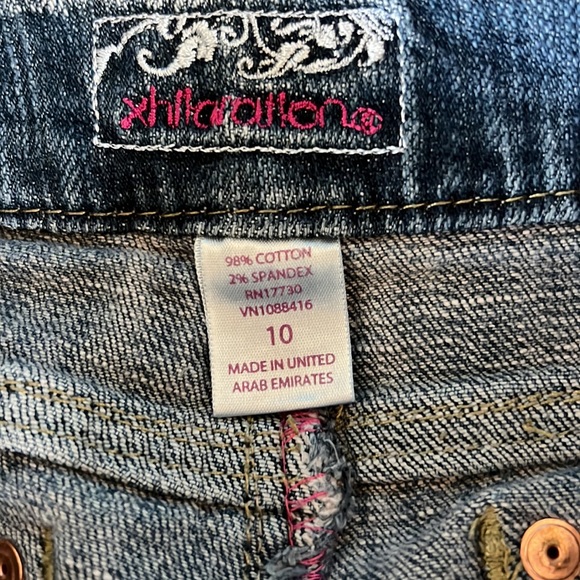 xhilaration
98% COTTON
2% SPANDEX
RN17730
VN1088416
10
MADE IN UNITED
ARAB EMIRATES